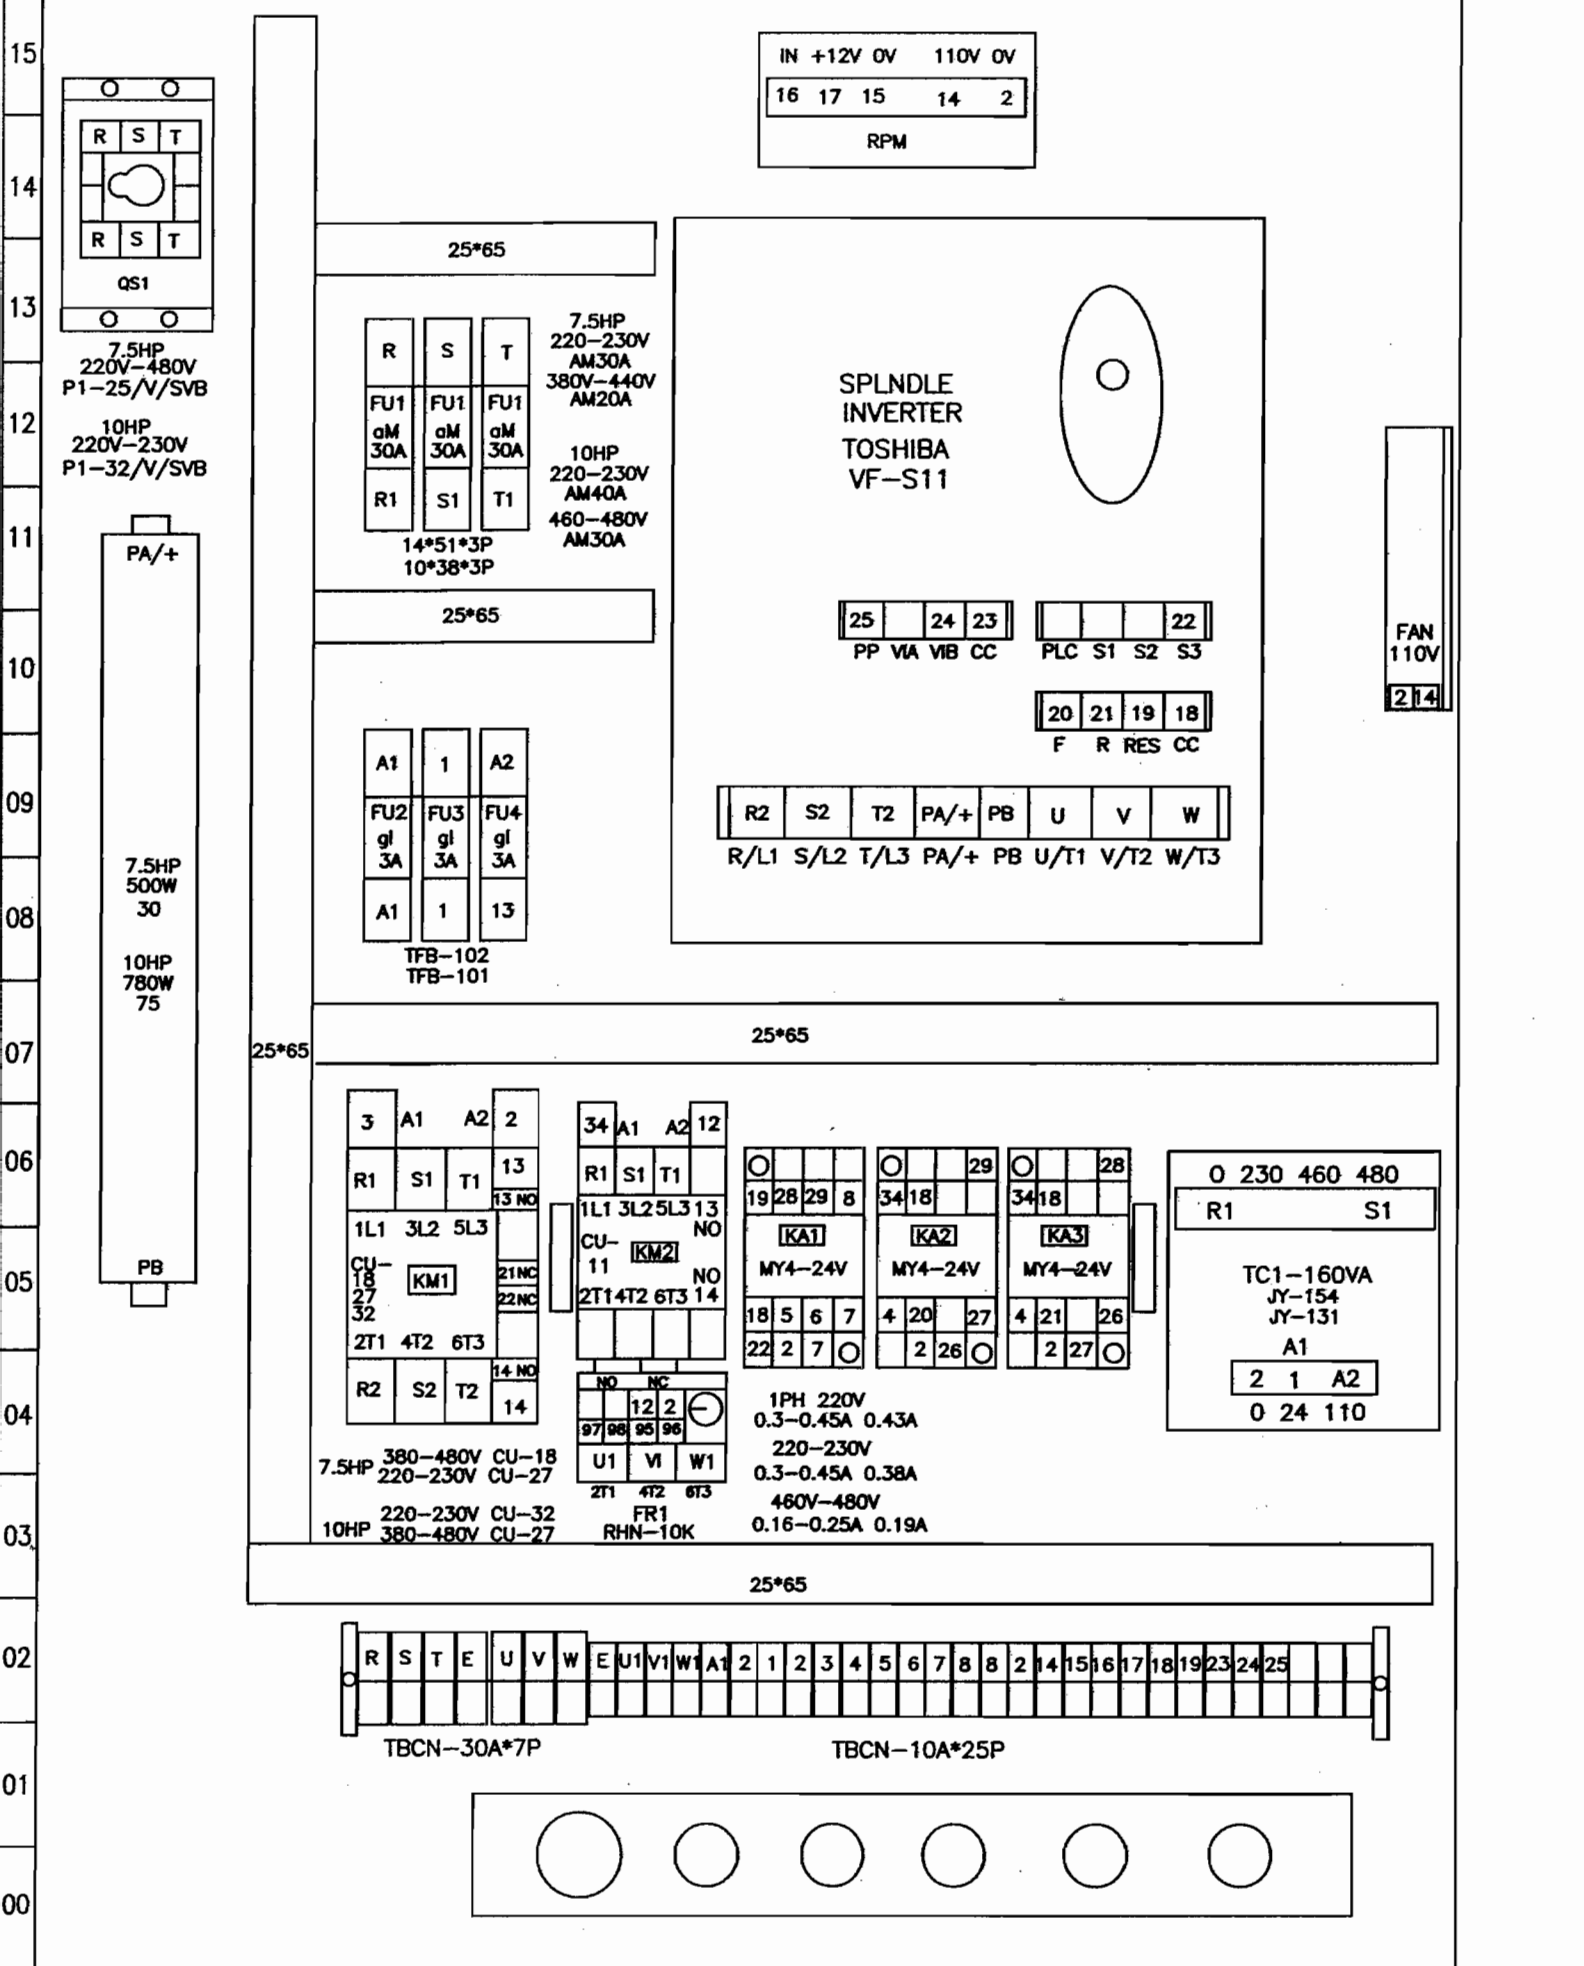 15
14
13
12
11
10
09
08
07
06
05
04
03
02
01
00
R S T
R S T
QS1
7.5HP
220V-480V
P1-25/V/SVB
10HP
220V-230V
P1-32/V/SVB
PA/+
7.5HP
500W
30
10HP
780W
75
PB
25*65
IN +12V 0V 110V 0V
16 17 15 14 2
RPM
25*65
R S T
FU1 FU1 FU1
aM aM aM
30A 30A 30A
R1 S1 T1
14*51*3P
10*38*3P
7.5HP
220-230V
AM30A
380V-440V
AM20A
10HP
220-230V
AM40A
460-480V
AM30A
25*65
A1 1 A2
FU2 FU3 FU4
gl gl gl
3A 3A 3A
A1 1 13
TFB-102
TFB-101
SPLNDLE
INVERTER
TOSHIBA
VF-S11
25 24 23
PP VIA VIB CC
22
PLC S1 S2 S3
20 21 19 18
F R RES CC
R2 S2 T2 PA/+ PB U V W
R/L1 S/L2 T/L3 PA/+ PB U/T1 V/T2 W/T3
FAN
110V
2 14
25*65
3 A1 A2 2
R1 S1 T1 13
13 NO
1L1 3L2 5L3
CU-
18
27
32
KM1
21NC
22NC
2T1 4T2 6T3
14 NO
R2 S2 T2 14
7.5HP 380-480V CU-18
220-230V CU-27
10HP 220-230V CU-32
380-480V CU-27
34 A1 A2 12
R1 S1 T1
1L1 3L2 5L3 13
NO
CU-
11
KM2
NO
2T1 4T2 6T3 14
NO NC
12 2
97 98 95 96
U1 V1 W1
2T1 4T2 6T3
FR1
RHN-10K
19 28 29 8
KA1
MY4-24V
18 5 6 7
22 2 7
29
34 18
KA2
MY4-24V
4 20 27
2 26
28
34 18
KA3
MY4-24V
4 21 26
2 27
1PH 220V
0.3-0.45A 0.43A
220-230V
0.3-0.45A 0.38A
460V-480V
0.16-0.25A 0.19A
0 230 460 480
R1 S1
TC1-160VA
JY-154
JY-131
A1
2 1 A2
0 24 110
25*65
R S T E U V W E U1 V1 W1 A1 2 1 2 3 4 5 6 7 8 8 2 14 15 16 17 18 19 23 24 25
TBCN-30A*7P
TBCN-10A*25P